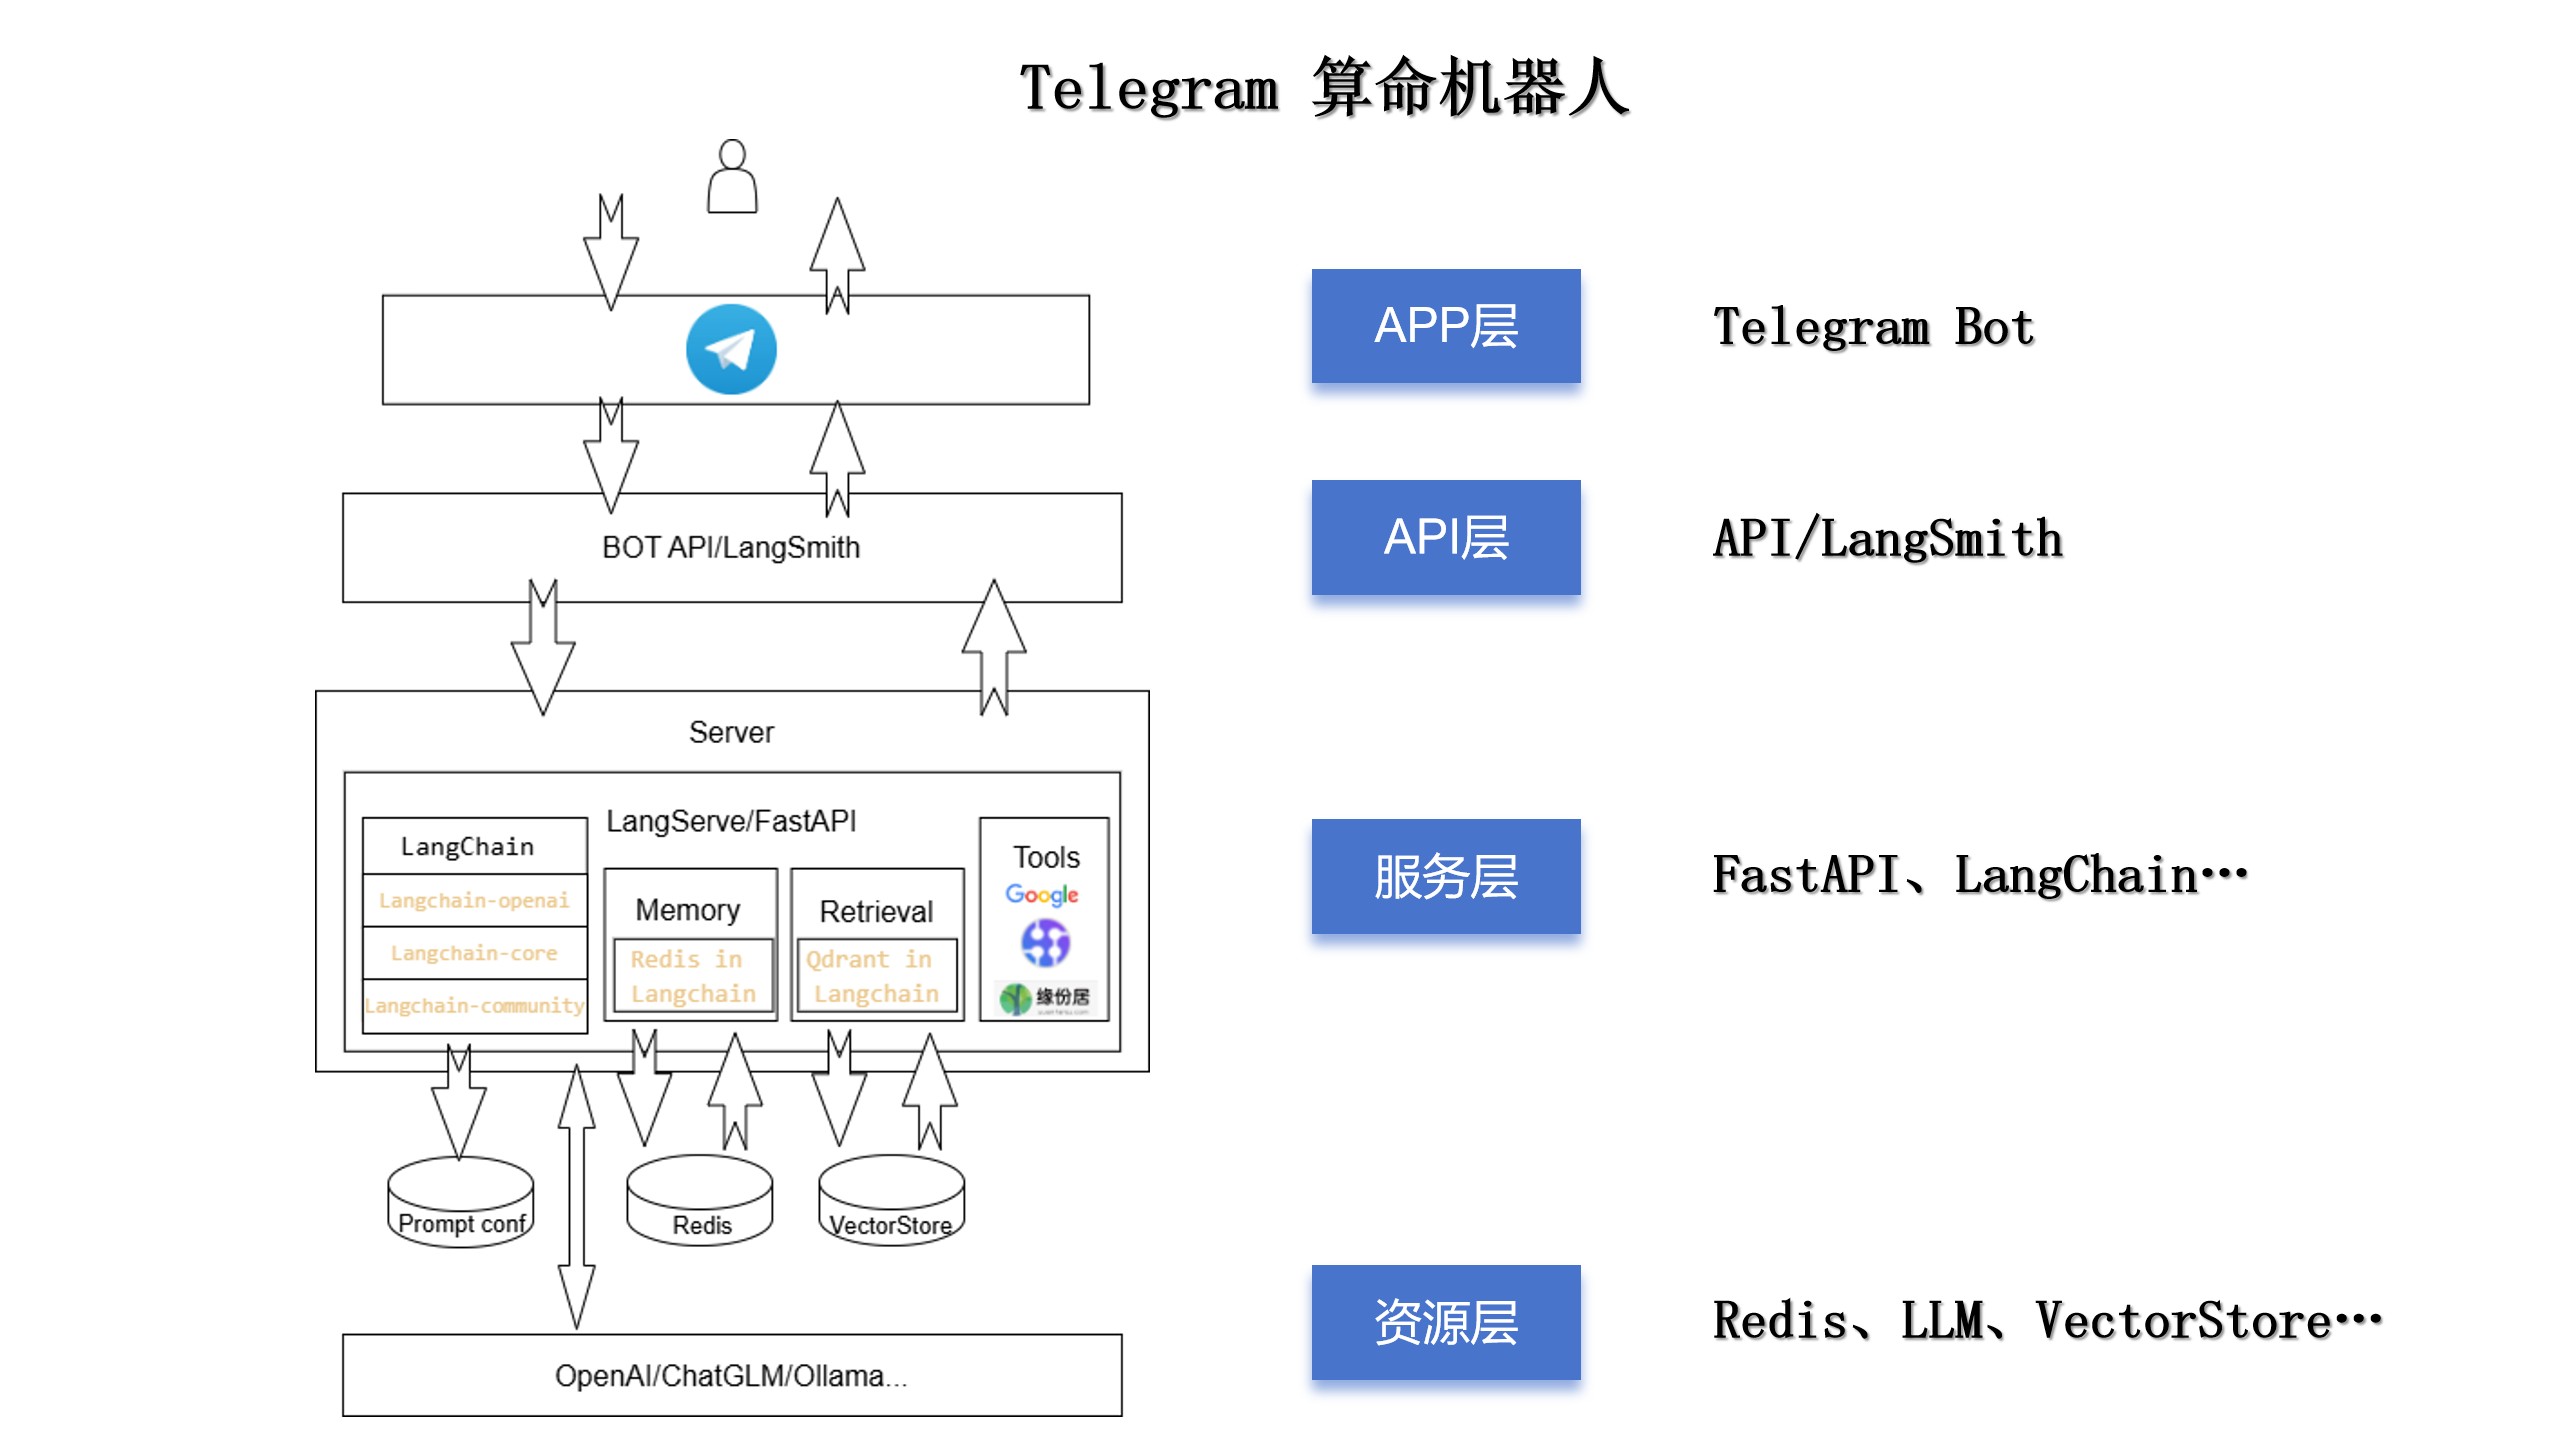 Telegram 算命机器人
APP层
Telegram Bot
BOT API/LangSmith
API层
API/LangSmith
Server
LangServe/FastAPI
LangChain
Langchain-openai
Langchain-core
Langchain-community
Memory
Redis in
Langchain
Retrieval
Qdrant in
Langchain
Tools
Google
缘份居
服务层
FastAPI、LangChain…
Prompt conf
Redis
VectorStore
OpenAI/ChatGLM/Ollama...
资源层
Redis、LLM、VectorStore…